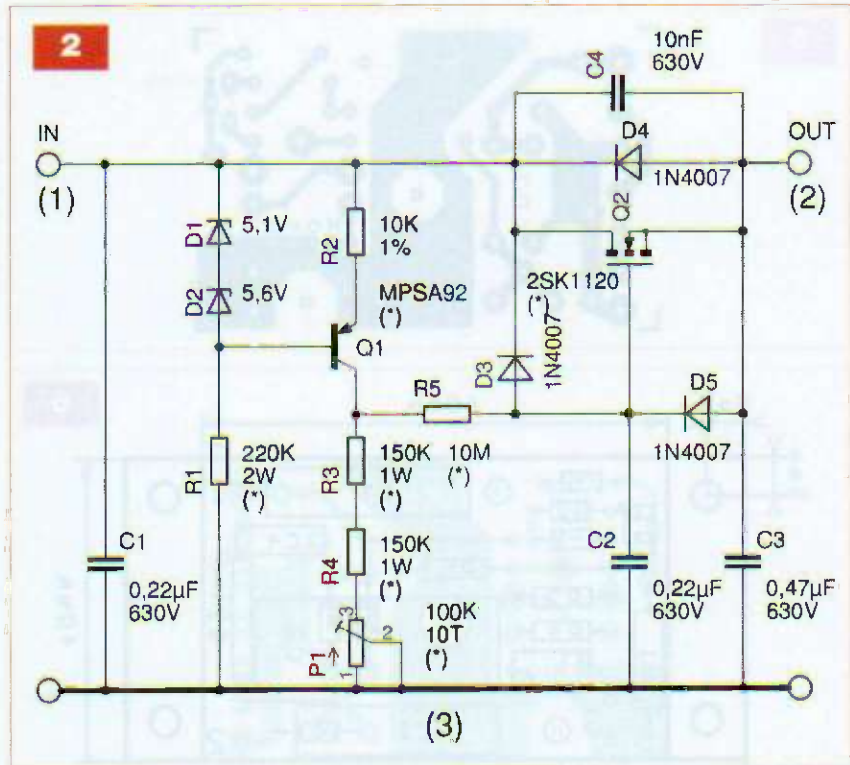 2
10nF
630V
C4
IN
D4
OUT
(1)
1N4007
(2)
Q2
D1
5,1V
10K
1%
R2
D2
5,6V
MPSA92
(*)
2SK1120
(*)
Q1
D3
1N4007
R5
D5
10M
(*)
1N4007
R1
220K
2W
(*)
R3
150K
1W
(*)
C1
0,22µF
630V
R4
150K
1W
(*)
C2
0,22µF
630V
C3
0,47µF
630V
3
2
100K
10T
(*)
P1
1
(3)